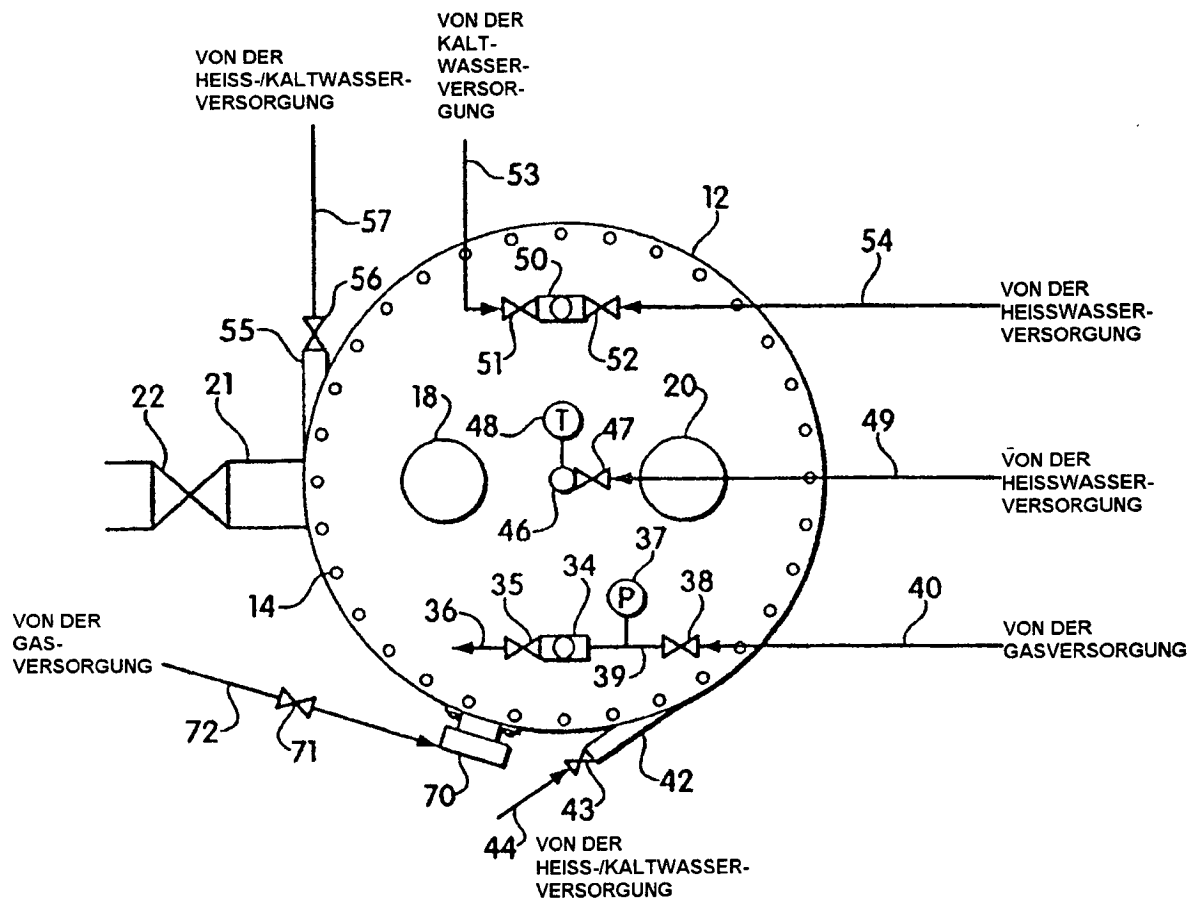 VON DER
HEISS-/KALTWASSER-
VERSORGUNG
VON DER
KALT-
WASSER-
VERSOR-
GUNG
53
57
12
54
50
56
VON DER
HEISSWASSER-
VERSORGUNG
55
51
52
22
21
18
48
T
47
20
49
VON DER
HEISSWASSER-
VERSORGUNG
46
37
14
36
35
34
P
38
40
VON DER
GAS-
VERSORGUNG
VON DER
GASVERSORGUNG
39
72
71
70
42
43
44
VON DER
HEISS-/KALTWASSER-
VERSORGUNG